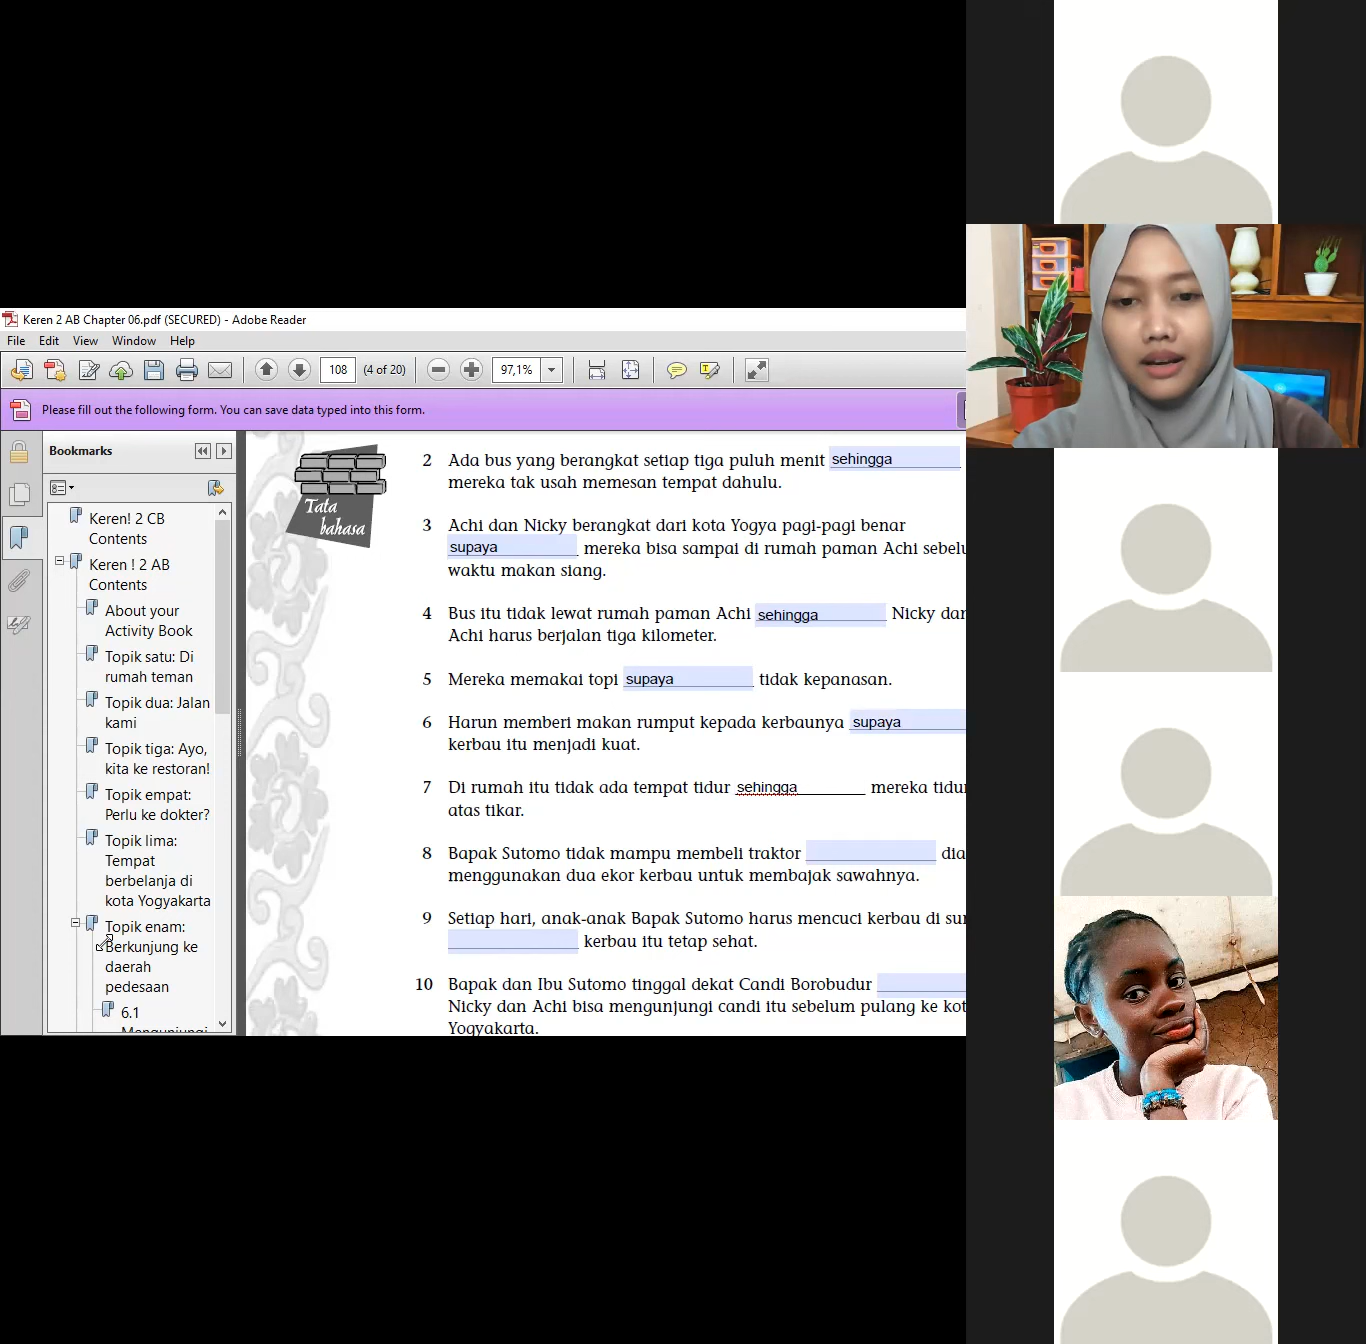 Keren 2 AB Chapter 06.pdf (SECURED) - Adobe Reader
File Edit View Window Help
108 (4 of 20) 97,1%
Please fill out the following form. You can save data typed into this form.
Bookmarks
Keren! 2 CB
Contents
Keren ! 2 AB
Contents
About your
Activity Book
Topik satu: Di
rumah teman
Topik dua: Jalan
kami
Topik tiga: Ayo,
kita ke restoran!
Topik empat:
Perlu ke dokter?
Topik lima:
Tempat
berbelanja di
kota Yogyakarta
Topik enam:
Berkunjung ke
daerah
pedesaan
6.1
Mengunjungi
Tata
bahasa
2 Ada bus yang berangkat setiap tiga puluh menit sehingga
mereka tak usah memesan tempat dahulu.
3 Achi dan Nicky berangkat dari kota Yogya pagi-pagi benar
supaya mereka bisa sampai di rumah paman Achi sebelu
waktu makan siang.
4 Bus itu tidak lewat rumah paman Achi sehingga Nicky dan
Achi harus berjalan tiga kilometer.
5 Mereka memakai topi supaya tidak kepanasan.
6 Harun memberi makan rumput kepada kerbaunya supaya
kerbau itu menjadi kuat.
7 Di rumah itu tidak ada tempat tidur sehingga mereka tidur
atas tikar.
8 Bapak Sutomo tidak mampu membeli traktor dia
menggunakan dua ekor kerbau untuk membajak sawahnya.
9 Setiap hari, anak-anak Bapak Sutomo harus mencuci kerbau di sun
kerbau itu tetap sehat.
10 Bapak dan Ibu Sutomo tinggal dekat Candi Borobudur
Nicky dan Achi bisa mengunjungi candi itu sebelum pulang ke kot
Yogyakarta.